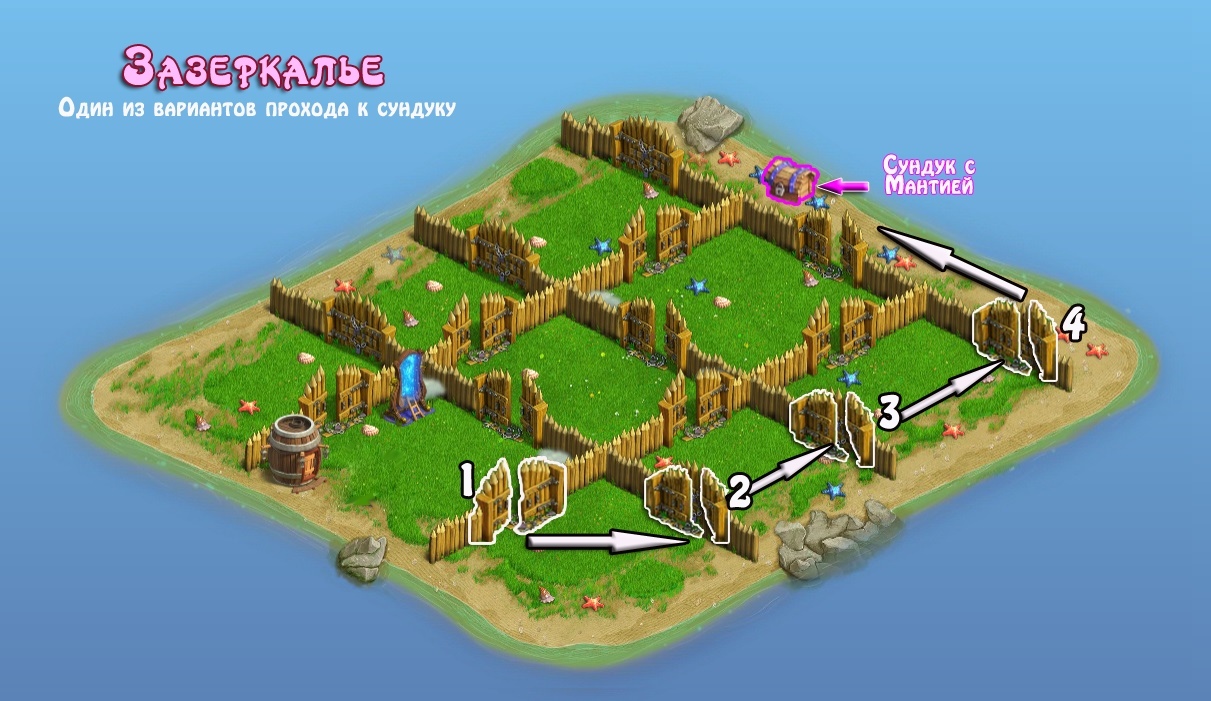 Зазеркалье
Один из вариантов прохода к сундуку
Сундук с
Мантией
1
2
3
4